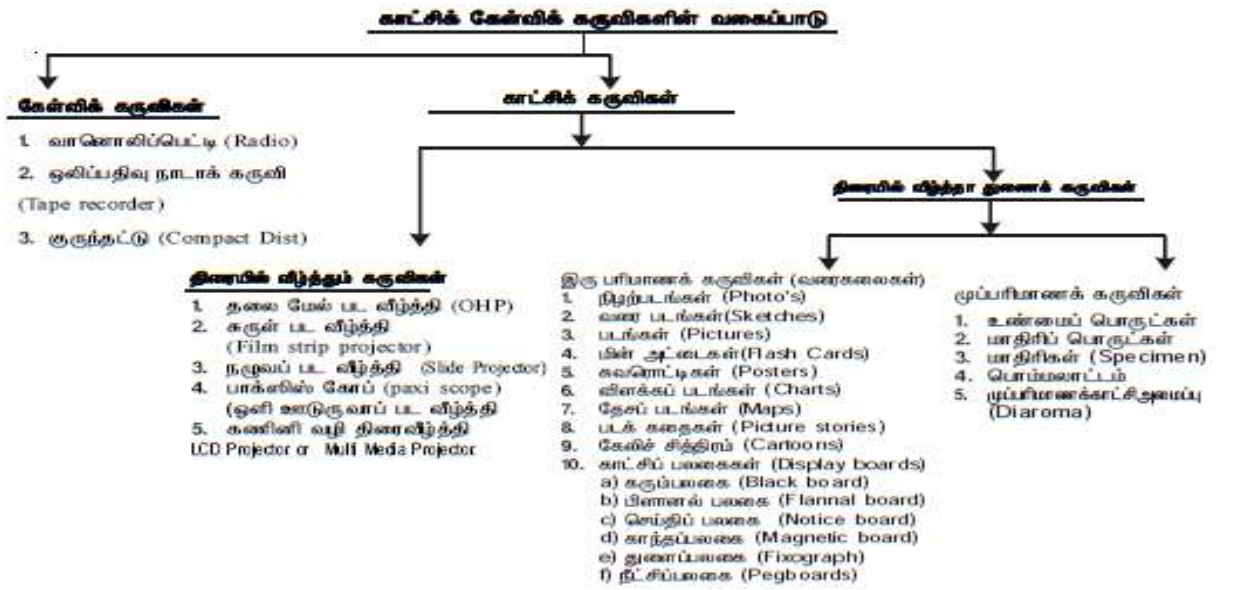 காட்சிக் கேள்விக் கருவிகளின் வகைப்பாடு
கேள்விக் கருவிகள்
1. வானொலிப்பெட்டி (Radio)
2. ஒலிப்பதிவு நாடாக் கருவி
(Tape recorder)
3. குருந்தட்டு (Compact Dist)
காட்சிக் கருவிகள்
திரையில் வீழ்த்தும் கருவிகள்
1. தலை மேல் பட வீழ்த்தி (OHP)
2. சுருள் பட வீழ்த்தி
(Film strip projector)
3. நழுவப் பட வீழ்த்தி (Slide Projector)
4. பாக்ஸிஸ் கோப் (paxi scope)
(ஒளி ஊடுருவாப் பட வீழ்த்தி
5. கணினி வழி திரைவீழ்த்தி
LCD Projector or Multi Media Projector
திரையில் வீழ்த்தா துணைக் கருவிகள்
இரு பரிமாணக் கருவிகள் (வரைகலைகள்)
1. நிழற்படங்கள் (Photo's)
2. வரை படங்கள்(Sketches)
3. படங்கள் (Pictures)
4. மின் அட்டைகள்(Flash Cards)
5. சுவரொட்டிகள் (Posters)
6. விளக்கப் படங்கள் (Charts)
7. தேசப் படங்கள் (Maps)
8. படக் கதைகள் (Picture stories)
9. கேலிச் சித்திரம் (Cartoons)
10. காட்சிப் பலகைகள் (Display boards)
a) கரும்பலகை (Black board)
b) பிளானல் பலகை (Flannal board)
c) செய்திப் பலகை (Notice board)
d) காந்தப்பலகை (Magnetic board)
e) துளைப்பலகை (Fixograph)
f) நீட்சிப்பலகை (Pegboards)
முப்பரிமாணக் கருவிகள்
1. உண்மைப் பொருட்கள்
2. மாதிரிப் பொருட்கள்
3. மாதிரிகள் (Specimen)
4. பொம்மலாட்டம்
5. முப்பரிமாணக்காட்சிஅமைப்பு
(Diaroma)